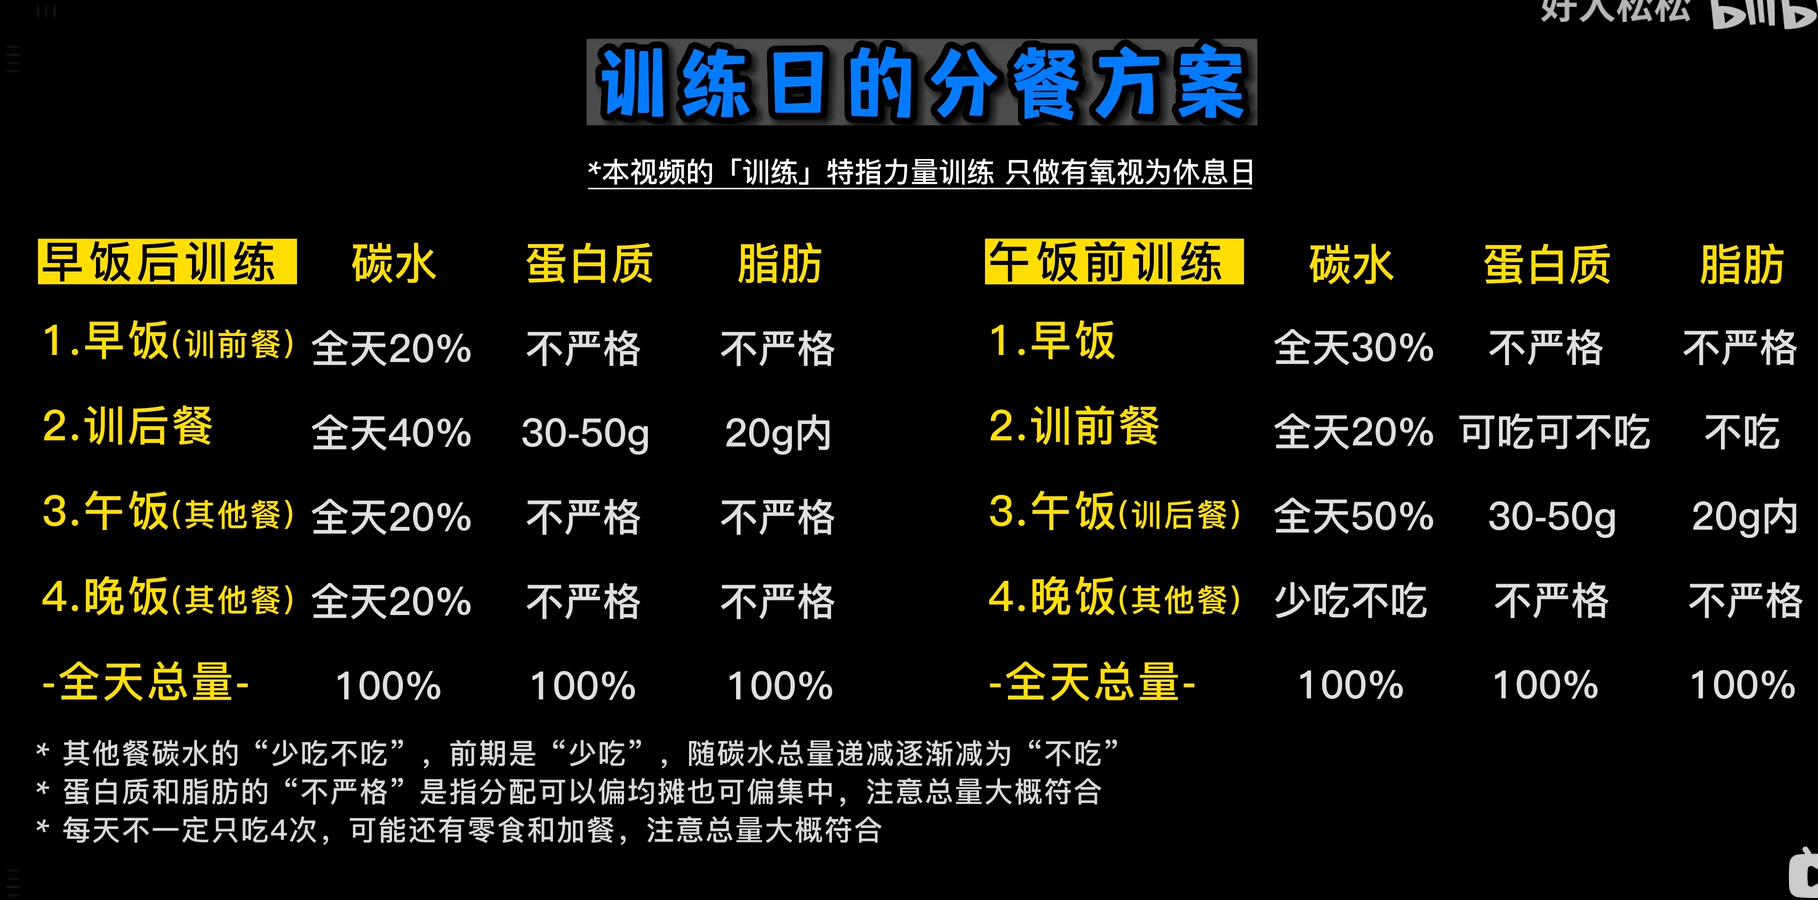 好人松松 bilibili
训练日的分餐方案
*本视频的「训练」特指力量训练 只做有氧视为休息日
早饭后训练 碳水 蛋白质 脂肪
1.早饭(训前餐) 全天20% 不严格 不严格
2.训后餐 全天40% 30-50g 20g内
3.午饭(其他餐) 全天20% 不严格 不严格
4.晚饭(其他餐) 全天20% 不严格 不严格
-全天总量- 100% 100% 100%
午饭前训练 碳水 蛋白质 脂肪
1.早饭 全天30% 不严格 不严格
2.训前餐 全天20% 可吃可不吃 不吃
3.午饭(训后餐) 全天50% 30-50g 20g内
4.晚饭(其他餐) 少吃不吃 不严格 不严格
-全天总量- 100% 100% 100%
* 其他餐碳水的“少吃不吃”，前期是“少吃”，随碳水总量递减逐渐减为“不吃”
* 蛋白质和脂肪的“不严格”是指分配可以偏均摊也可偏集中，注意总量大概符合
* 每天不一定只吃4次，可能还有零食和加餐，注意总量大概符合